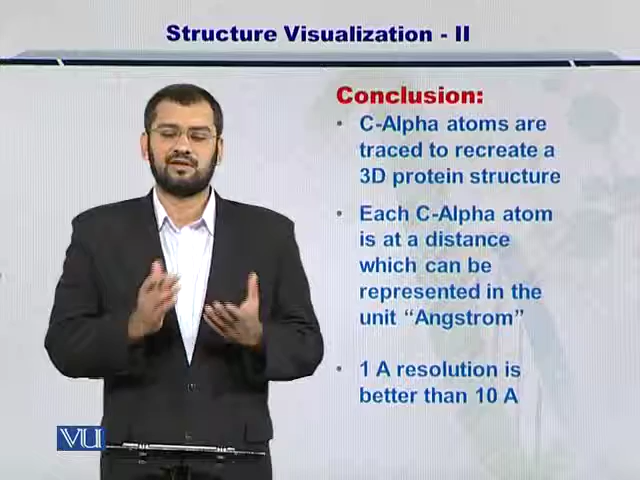 Structure Visualization - II
Conclusion:
• C-Alpha atoms are
traced to recreate a
3D protein structure
• Each C-Alpha atom
is at a distance
which can be
represented in the
unit “Angstrom”
• 1 A resolution is
better than 10 A
VU